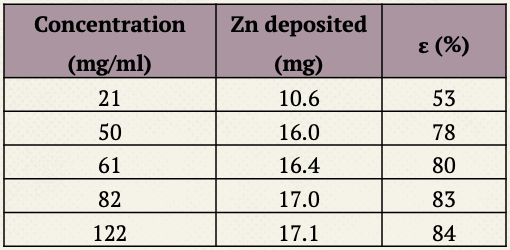 Concentration (mg/ml) Zn deposited (mg) ε (%)
21 10.6 53
50 16.0 78
61 16.4 80
82 17.0 83
122 17.1 84